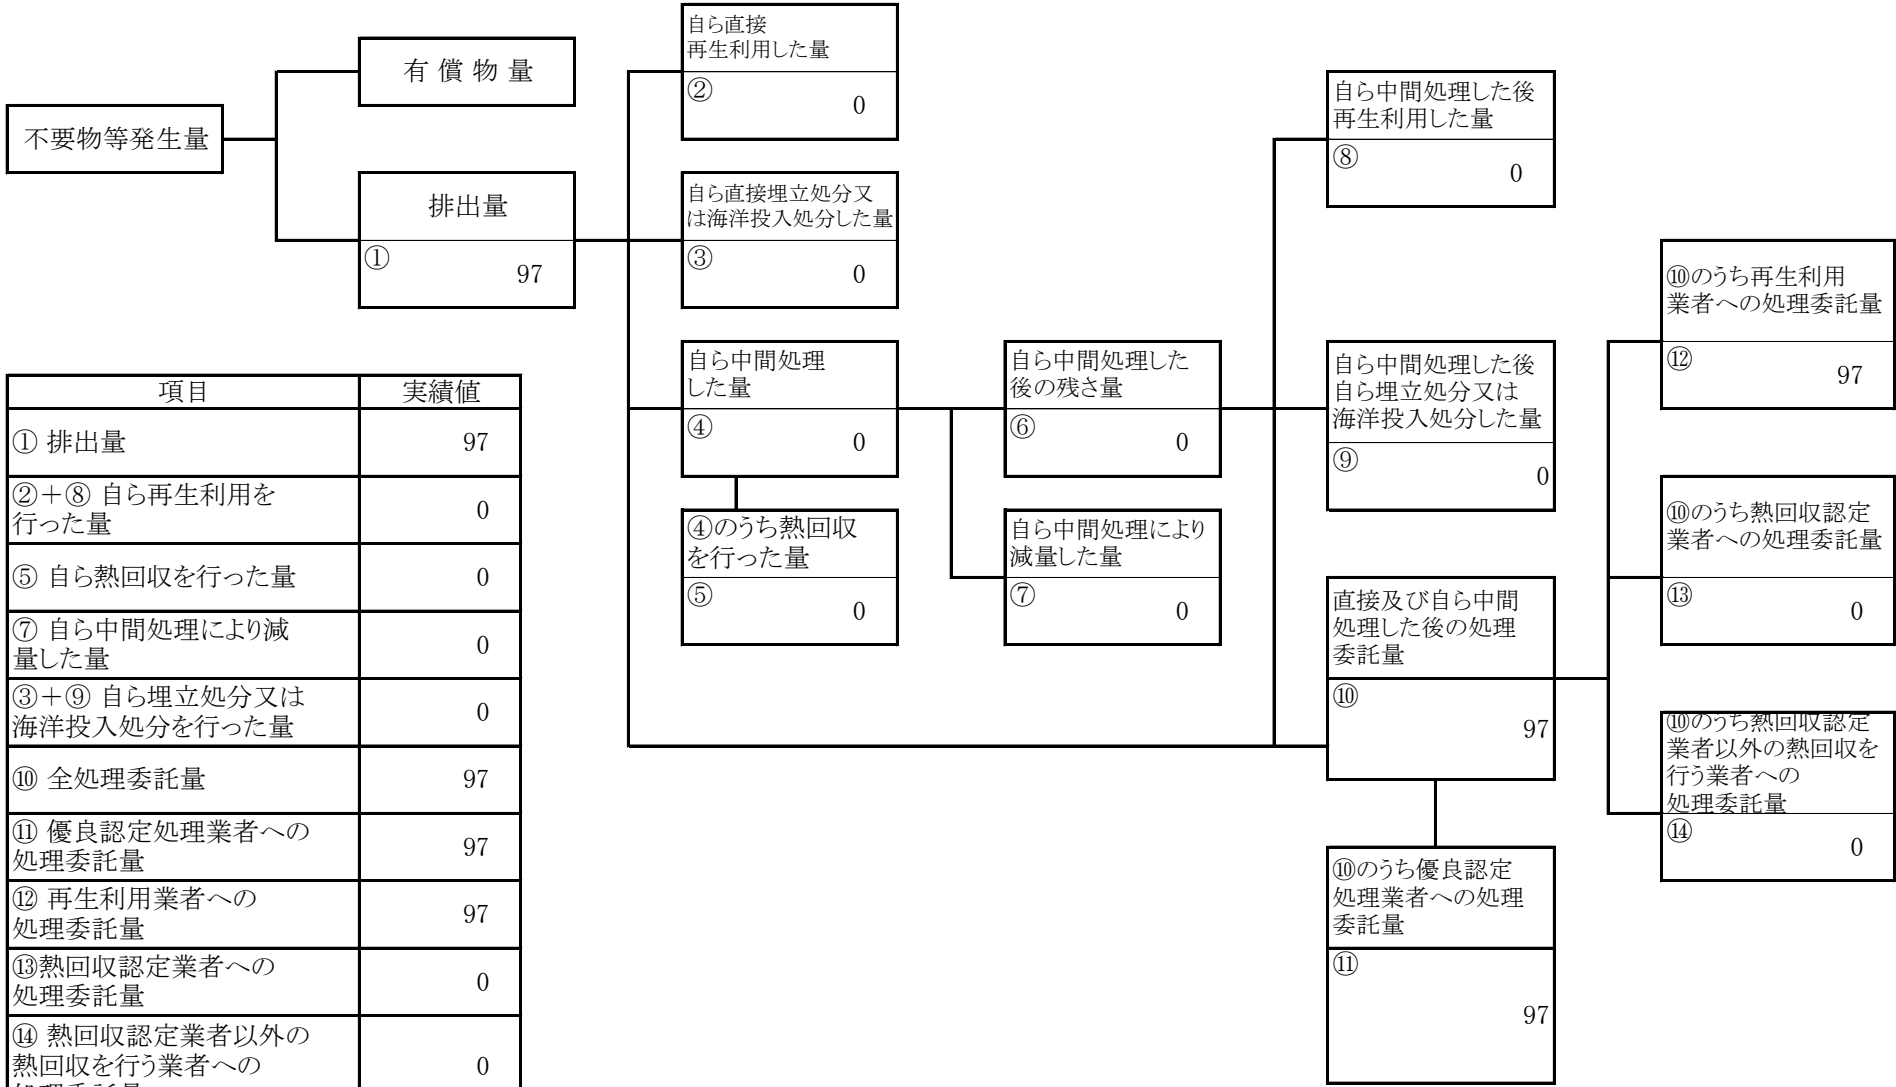 不要物等発生量
有 償 物 量
排出量
①
97
自ら直接
再生利用した量
②
0
自ら直接埋立処分又
は海洋投入処分した量
③
0
自ら中間処理
した量
④
0
④のうち熱回収
を行った量
⑤
0
自ら中間処理した
後の残さ量
⑥
0
自ら中間処理により
減量した量
⑦
0
自ら中間処理した後
再生利用した量
⑧
0
自ら中間処理した後
自ら埋立処分又は
海洋投入処分した量
⑨
0
直接及び自ら中間
処理した後の処理
委託量
⑩
97
⑩のうち優良認定
処理業者への処理
委託量
⑪
97
⑩のうち再生利用
業者への処理委託量
⑫
97
⑩のうち熱回収認定
業者への処理委託量
⑬
0
⑩のうち熱回収認定
業者以外の熱回収を
行う業者への
処理委託量
⑭
0
項目 実績値
① 排出量 97
②＋⑧ 自ら再生利用を
行った量 0
⑤ 自ら熱回収を行った量 0
⑦ 自ら中間処理により減
量した量 0
③＋⑨ 自ら埋立処分又は
海洋投入処分を行った量 0
⑩ 全処理委託量 97
⑪ 優良認定処理業者への
処理委託量 97
⑫ 再生利用業者への
処理委託量 97
⑬熱回収認定業者への
処理委託量 0
⑭ 熱回収認定業者以外の
熱回収を行う業者への 0